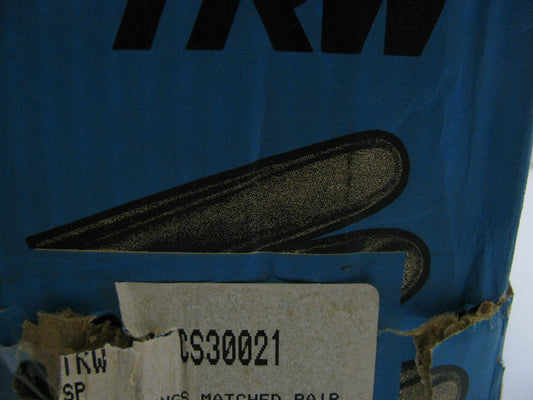 TRW
CS30021
TRW
SP
MATCHED PAIR